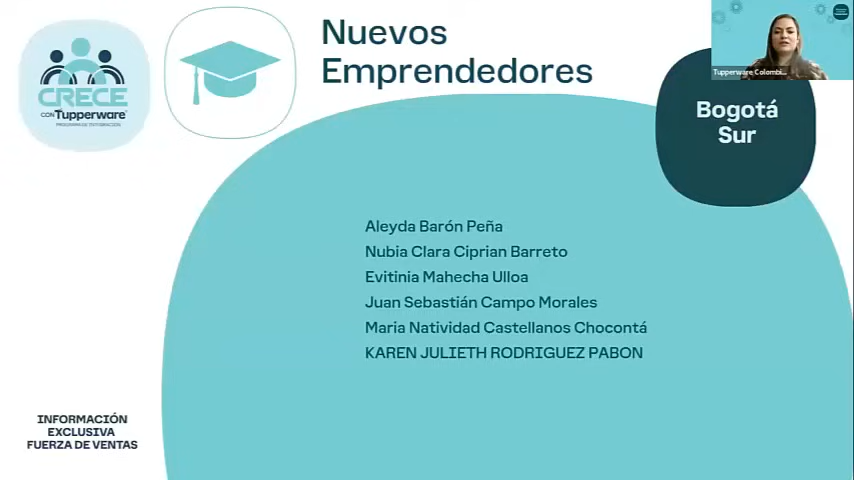 Nuevos
Emprendedores
CRECE
CON Tupperware
Tupperware Colombi...
Bogotá
Sur
Aleyda Barón Peña
Nubia Clara Ciprian Barreto
Evitinia Mahecha Ulloa
Juan Sebastián Campo Morales
Maria Natividad Castellanos Chocontá
KAREN JULIETH RODRIGUEZ PABON
INFORMACIÓN
EXCLUSIVA
FUERZA DE VENTAS